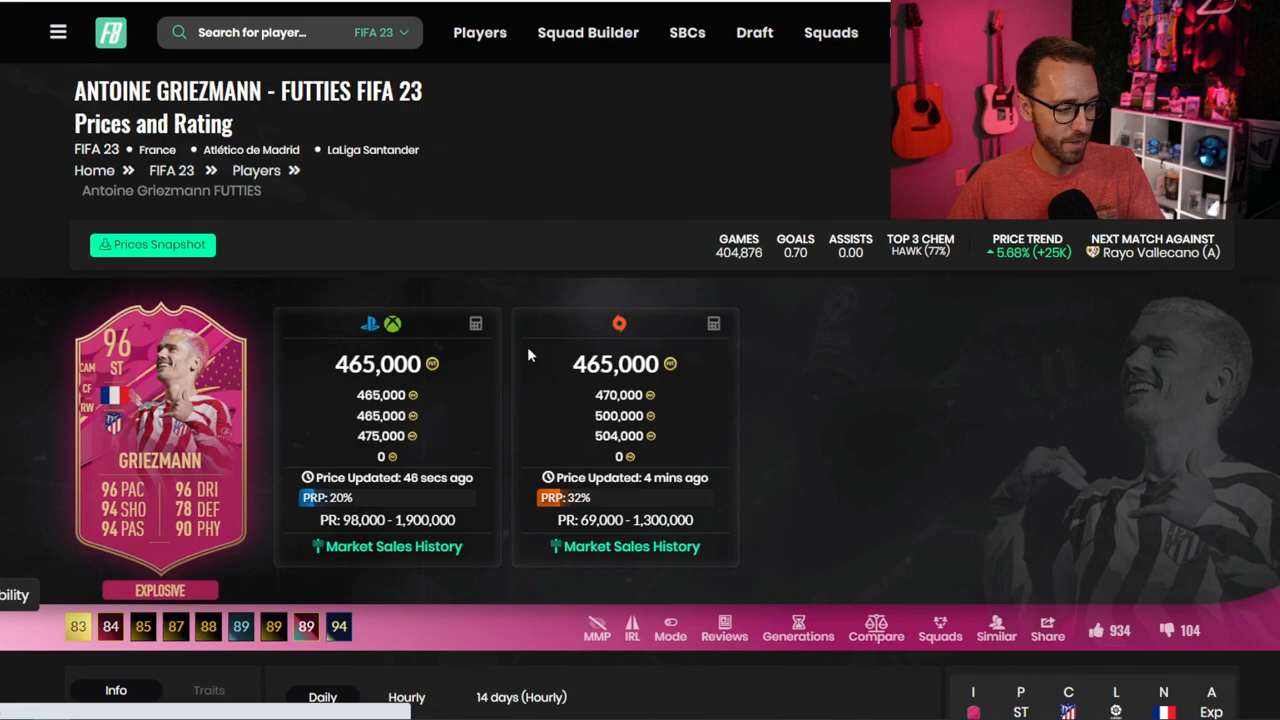 FB
Search for player...
FIFA 23
Players
Squad Builder
SBCs
Draft
Squads
ANTOINE GRIEZMANN - FUTTIES FIFA 23
Prices and Rating
FIFA 23 • France • Atlético de Madrid • LaLiga Santander
Home » FIFA 23 » Players »
Antoine Griezmann FUTTIES
Prices Snapshot
GAMES
404,876
GOALS
0.70
ASSISTS
0.00
TOP 3 CHEM
HAWK (77%)
PRICE TREND
5.68% (+25K)
NEXT MATCH AGAINST
Rayo Vallecano (A)
96
ST
CAM
CF
RW
GRIEZMANN
96 PAC 96 DRI
94 SHO 78 DEF
94 PAS 90 PHY
EXPLOSIVE
465,000
465,000
465,000
475,000
0
Price Updated: 46 secs ago
PRP: 20%
PR: 98,000 - 1,900,000
Market Sales History
465,000
470,000
500,000
504,000
0
Price Updated: 4 mins ago
PRP: 32%
PR: 69,000 - 1,300,000
Market Sales History
bility
83 84 85 87 88 89 89 89 94
MMP
IRL
Mode
Reviews
Generations
Compare
Squads
Similar
Share
934
104
Info
Traits
Daily
Hourly
14 days (Hourly)
I P C L N A
ST Exp